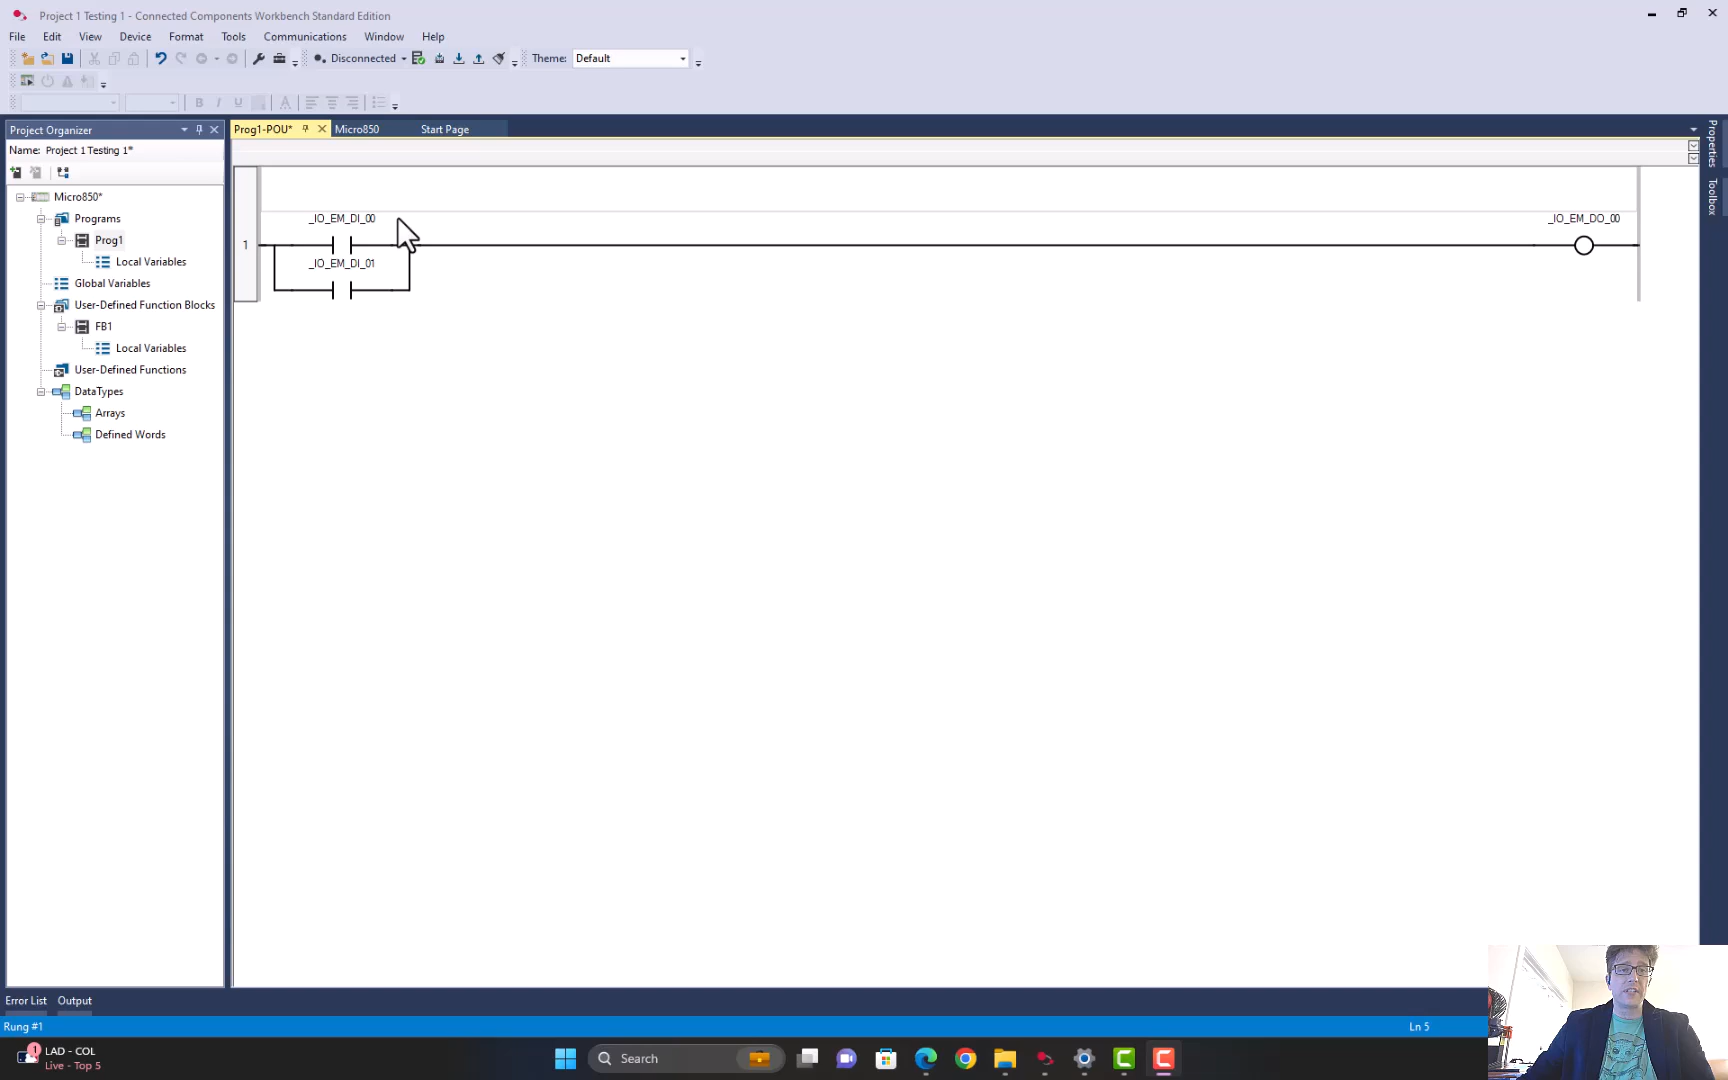 Project 1 Testing 1 - Connected Components Workbench Standard Edition
File Edit View Device Format Tools Communications Window Help
Disconnected Theme: Default
B I U A
Project Organizer
Prog1-POU* Micro850 Start Page
Name: Project 1 Testing 1*
Micro850*
Programs
Prog1
Local Variables
Global Variables
User-Defined Function Blocks
FB1
Local Variables
User-Defined Functions
DataTypes
Arrays
Defined Words
_IO_EM_DI_00 _IO_EM_DO_00
1
_IO_EM_DI_01
Properties
Toolbox
Error List Output
Rung #1 Ln 5
1 LAD - COL
Live - Top 5
Search